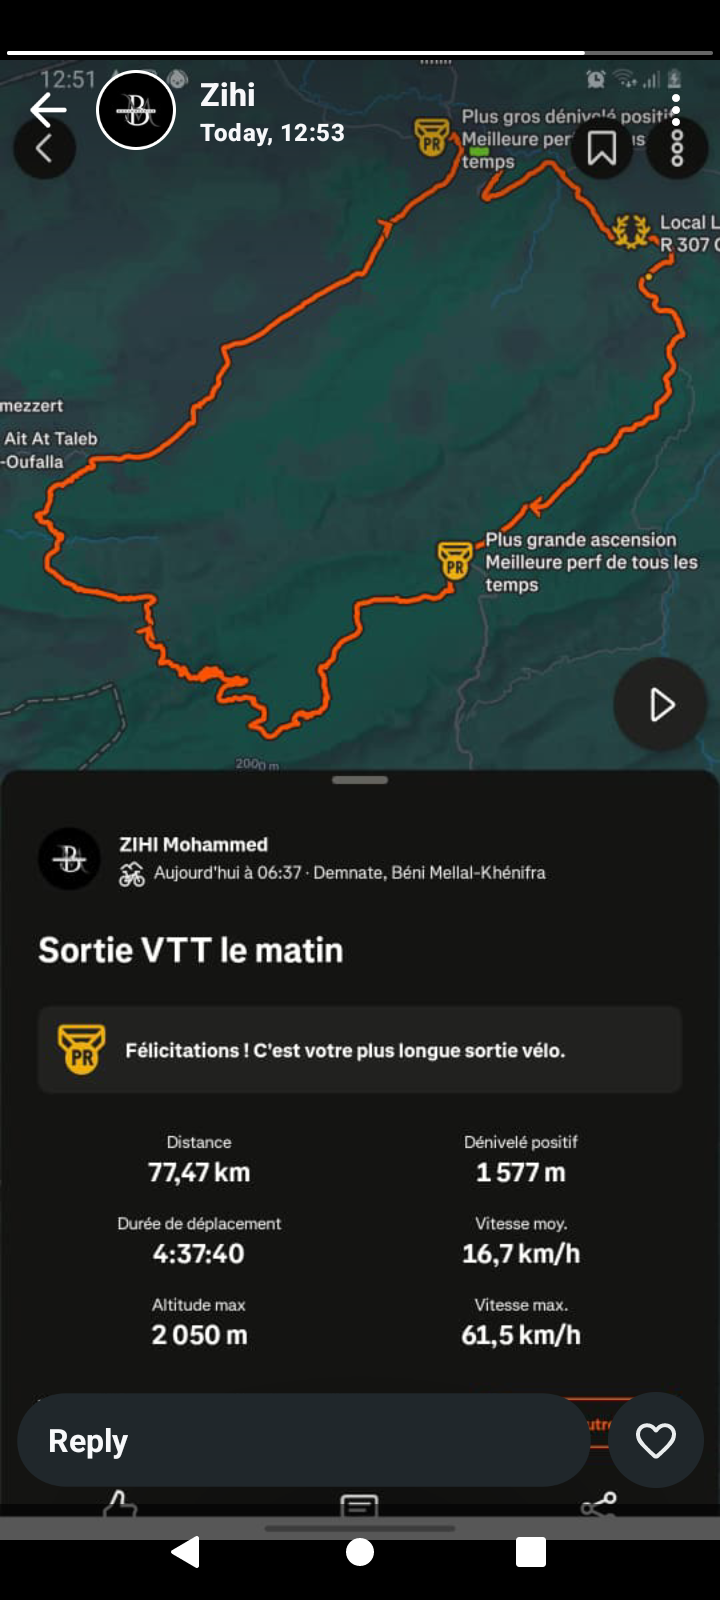 12:51
Zihi
Today, 12:53
Plus gros dénivelé positif
Meilleure per
temps
PR
Local L
R 307
mezzert
Ait At Taleb
-Oufalla
Plus grande ascension
Meilleure perf de tous les
temps
PR
2000 m
ZIHI Mohammed
Aujourd'hui à 06:37 · Demnate, Béni Mellal-Khénifra
Sortie VTT le matin
PR
Félicitations ! C'est votre plus longue sortie vélo.
Distance
Dénivelé positif
77,47 km
1 577 m
Durée de déplacement
Vitesse moy.
4:37:40
16,7 km/h
Altitude max
Vitesse max.
2 050 m
61,5 km/h
Reply